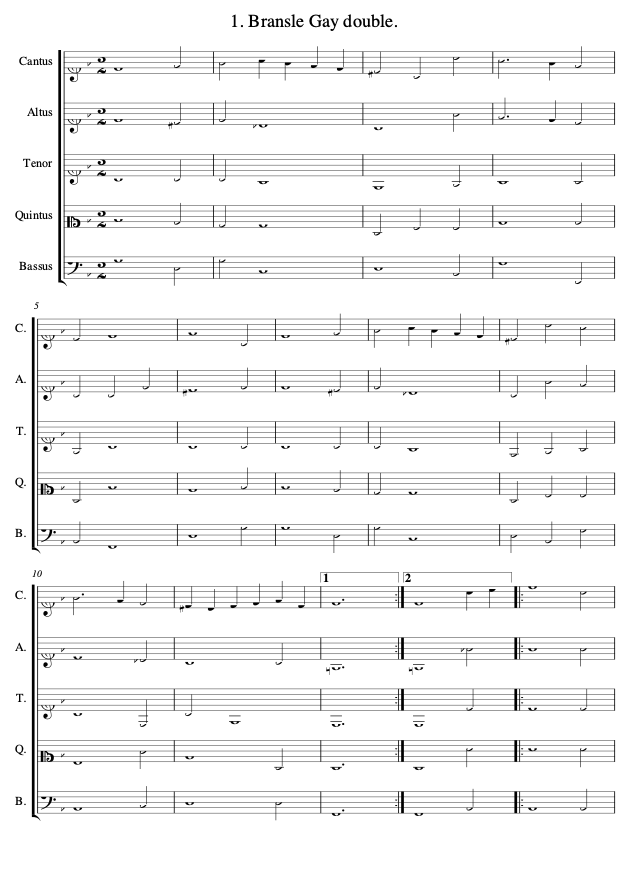 1. Bransle Gay double.
Cantus
Altus
Tenor
Quintus
Bassus
5
C.
A.
T.
Q.
B.
10
1
2
C.
A.
T.
Q.
B.